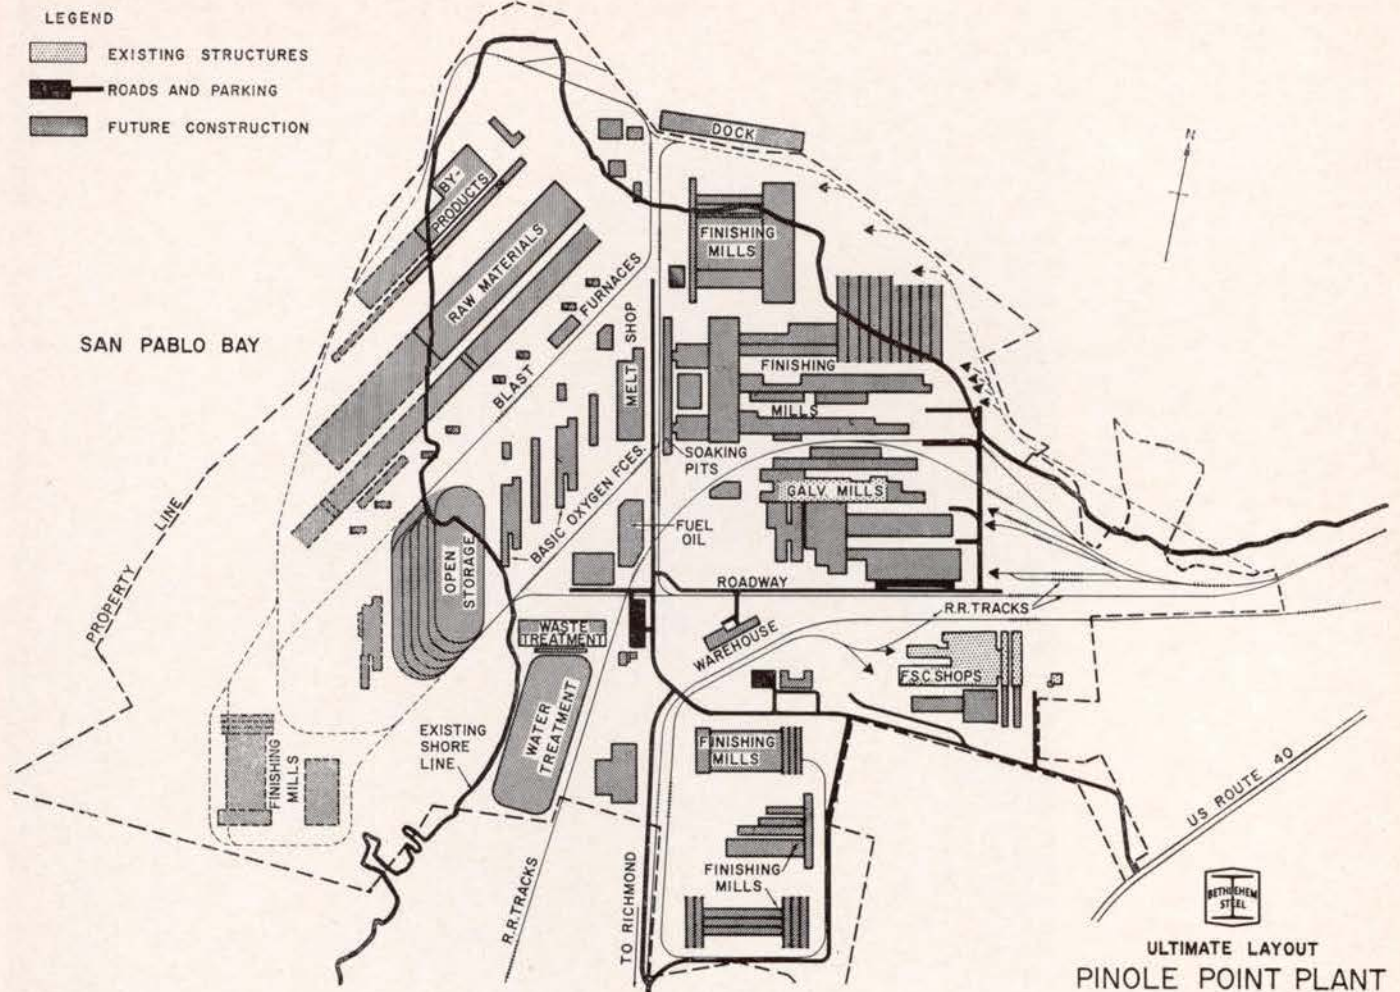 LEGEND
EXISTING STRUCTURES
ROADS AND PARKING
FUTURE CONSTRUCTION
N
DOCK
BY-
PRODUCTS
RAW MATERIALS
FINISHING
MILLS
SAN PABLO BAY
BLAST FURNACES
MELT SHOP
FINISHING
MILLS
SOAKING
PITS
GALV. MILLS
BASIC OXYGEN FCES.
FUEL
OIL
PROPERTY LINE
OPEN
STORAGE
ROADWAY
R.R. TRACKS
WASTE
TREATMENT
WAREHOUSE
F.S.C SHOPS
WATER
TREATMENT
EXISTING
SHORE
LINE
FINISHING
MILLS
FINISHING
MILLS
US ROUTE 40
FINISHING
MILLS
R.R. TRACKS
TO RICHMOND
BETHLEHEM
STEEL
ULTIMATE LAYOUT
PINOLE POINT PLANT